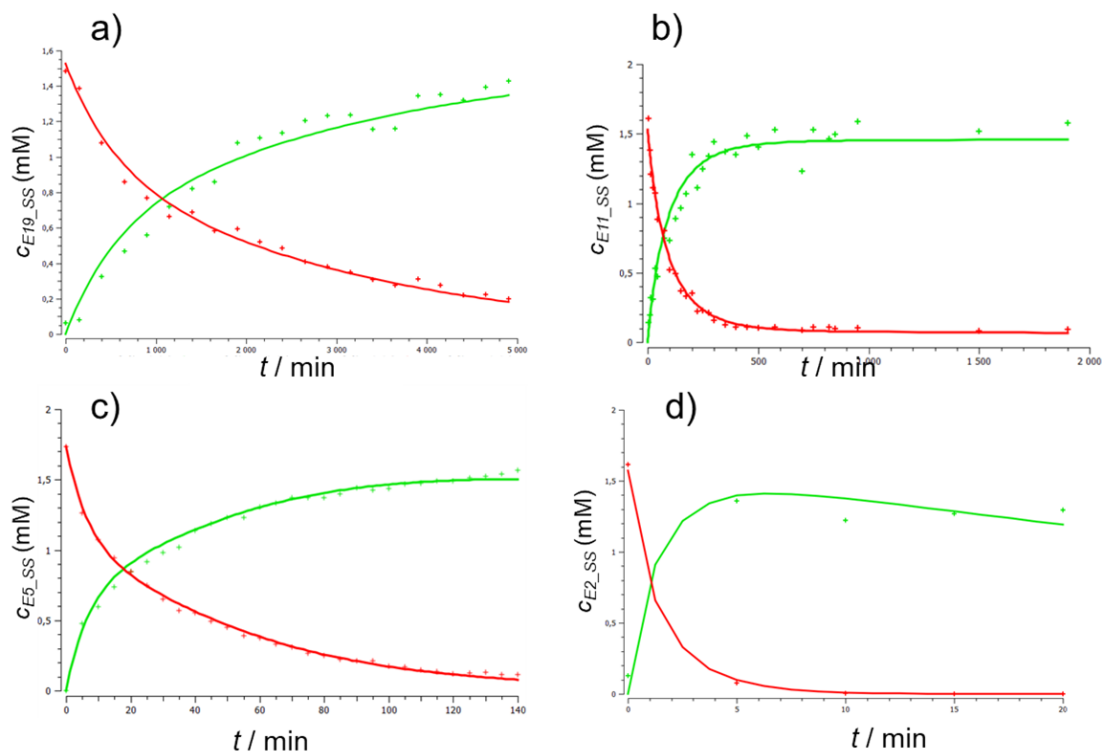 a)
1,6
1,4
1,2
1
0,8
0,6
0,4
0,2
0
c_E19_SS (mM)
0 1 000 2 000 3 000 4 000 5 000
t / min
b)
2
1,5
1
0,5
0
c_E11_SS (mM)
0 500 1 000 1 500 2 000
t / min
c)
2
1,5
1
0,5
0
c_E5_SS (mM)
0 20 40 60 80 100 120 140
t / min
d)
2
1,5
1
0,5
0
c_E2_SS (mM)
0 5 10 15 20
t / min